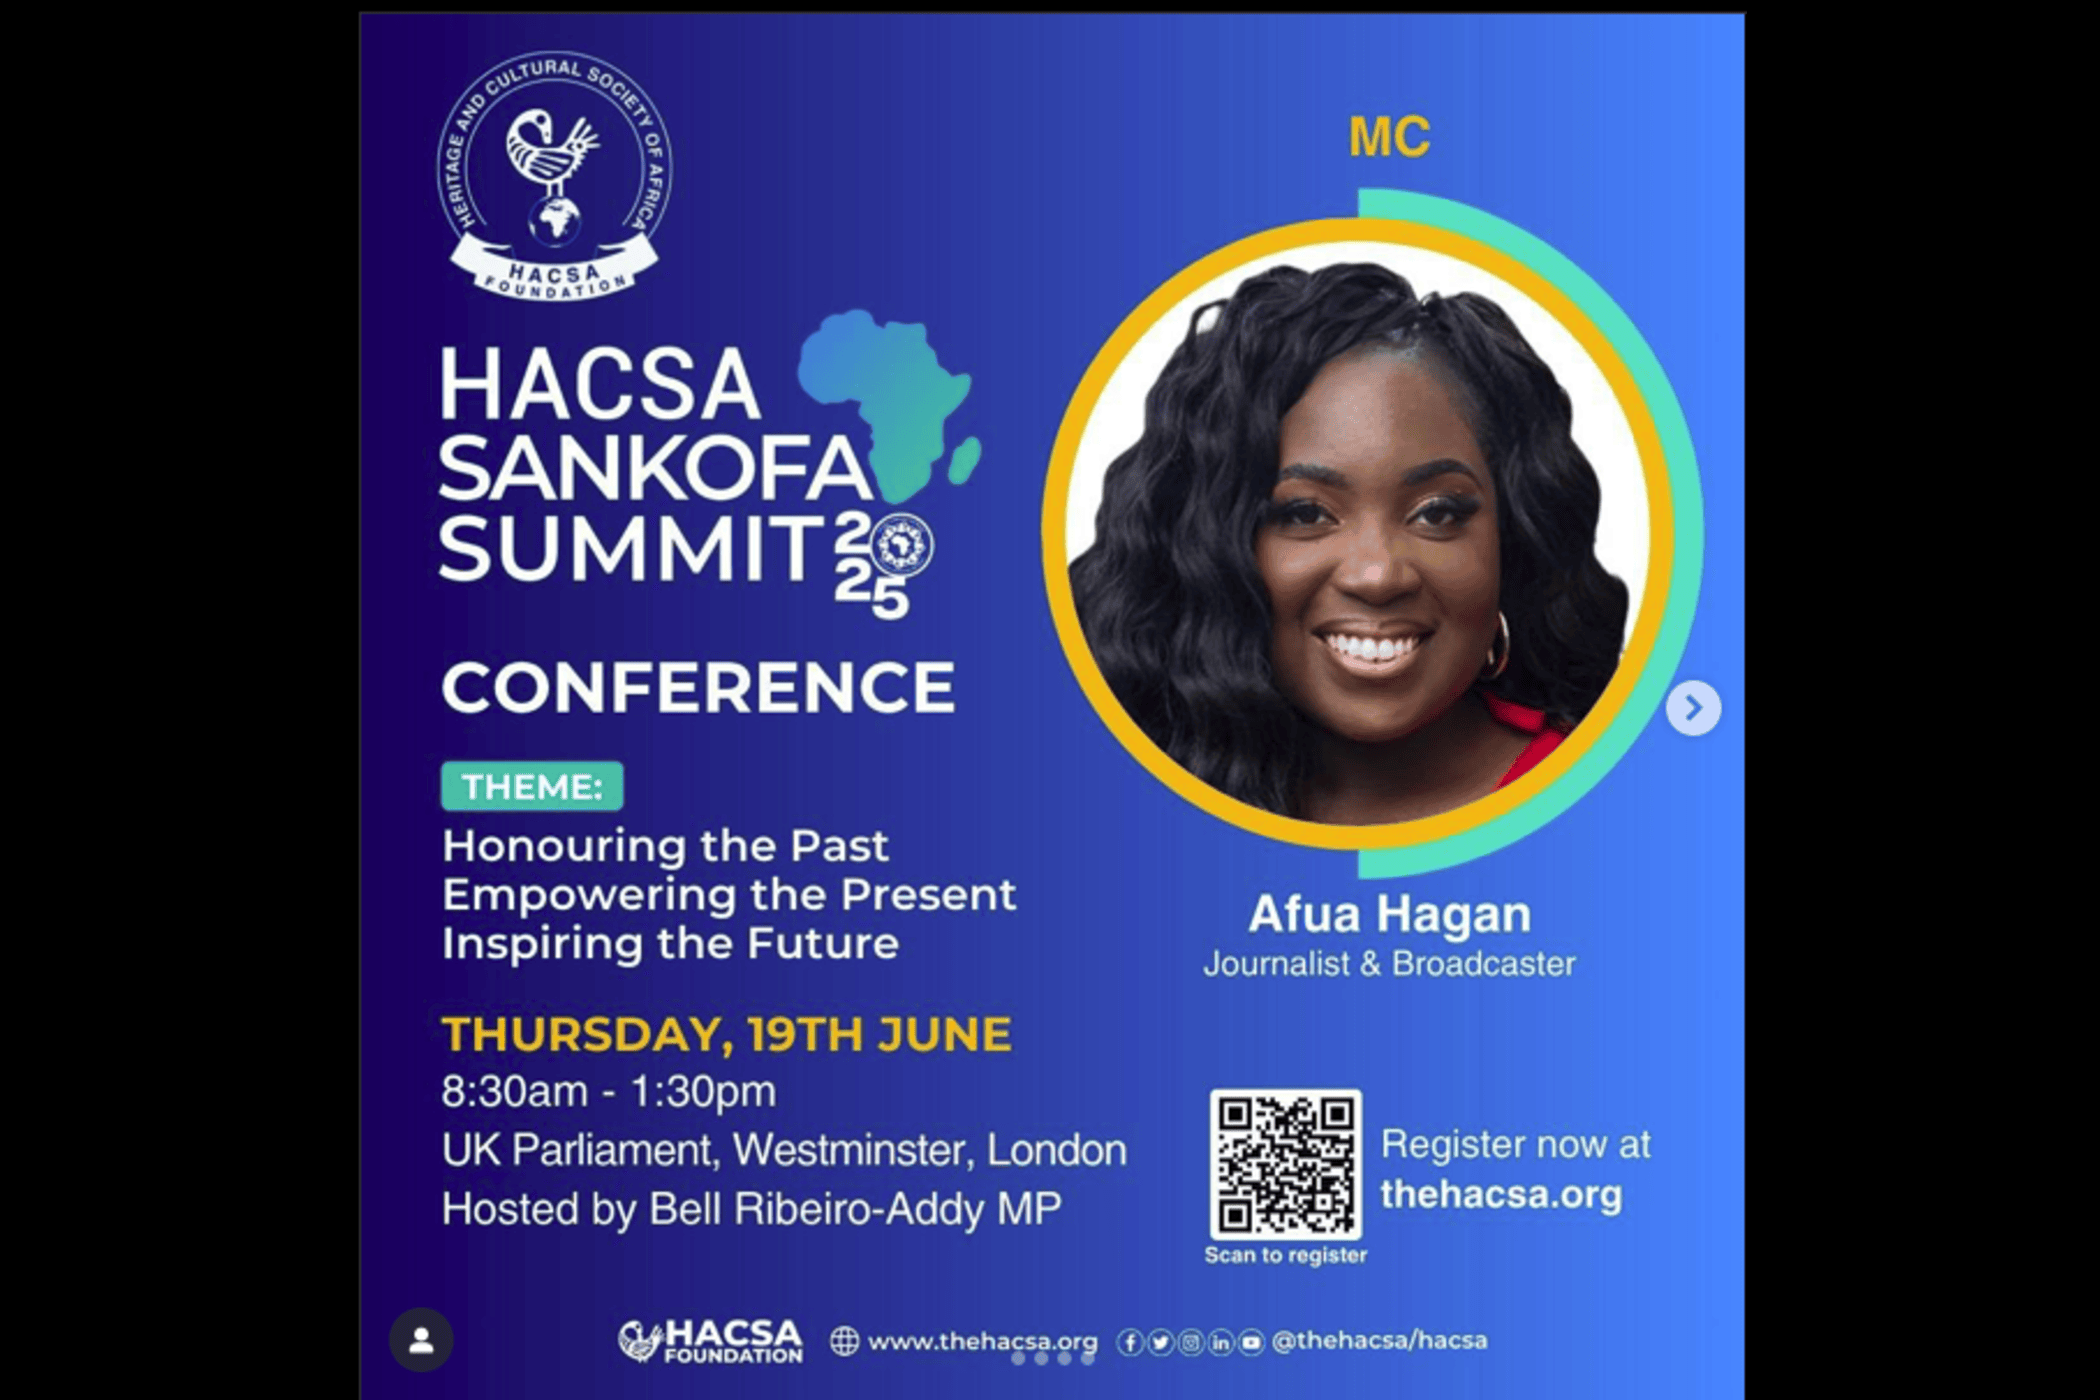 HERITAGE AND CULTURAL SOCIETY OF AFRICA
HACSA
FOUNDATION
HACSA
SANKOFA
SUMMIT 2025
CONFERENCE
THEME:
Honouring the Past
Empowering the Present
Inspiring the Future
THURSDAY, 19TH JUNE
8:30am - 1:30pm
UK Parliament, Westminster, London
Hosted by Bell Ribeiro-Addy MP
MC
Afua Hagan
Journalist & Broadcaster
Register now at
thehacsa.org
Scan to register
HACSA
FOUNDATION
www.thehacsa.org
@thehacsa/hacsa